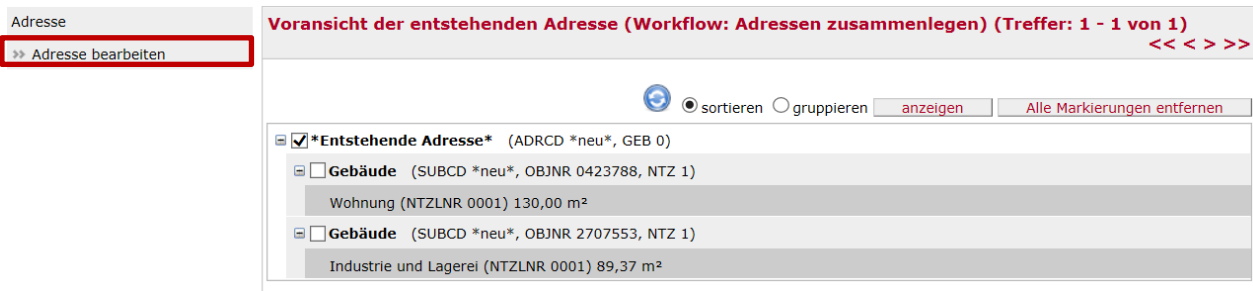 Adresse
>> Adresse bearbeiten
Voransicht der entstehenden Adresse (Workflow: Adressen zusammenlegen) (Treffer: 1 - 1 von 1)
<< < > >>
sortieren gruppieren anzeigen Alle Markierungen entfernen
*Entstehende Adresse* (ADRCD *neu*, GEB 0)
Gebäude (SUBCD *neu*, OBJNR 0423788, NTZ 1)
Wohnung (NTZLNR 0001) 130,00 m²
Gebäude (SUBCD *neu*, OBJNR 2707553, NTZ 1)
Industrie und Lagerei (NTZLNR 0001) 89,37 m²